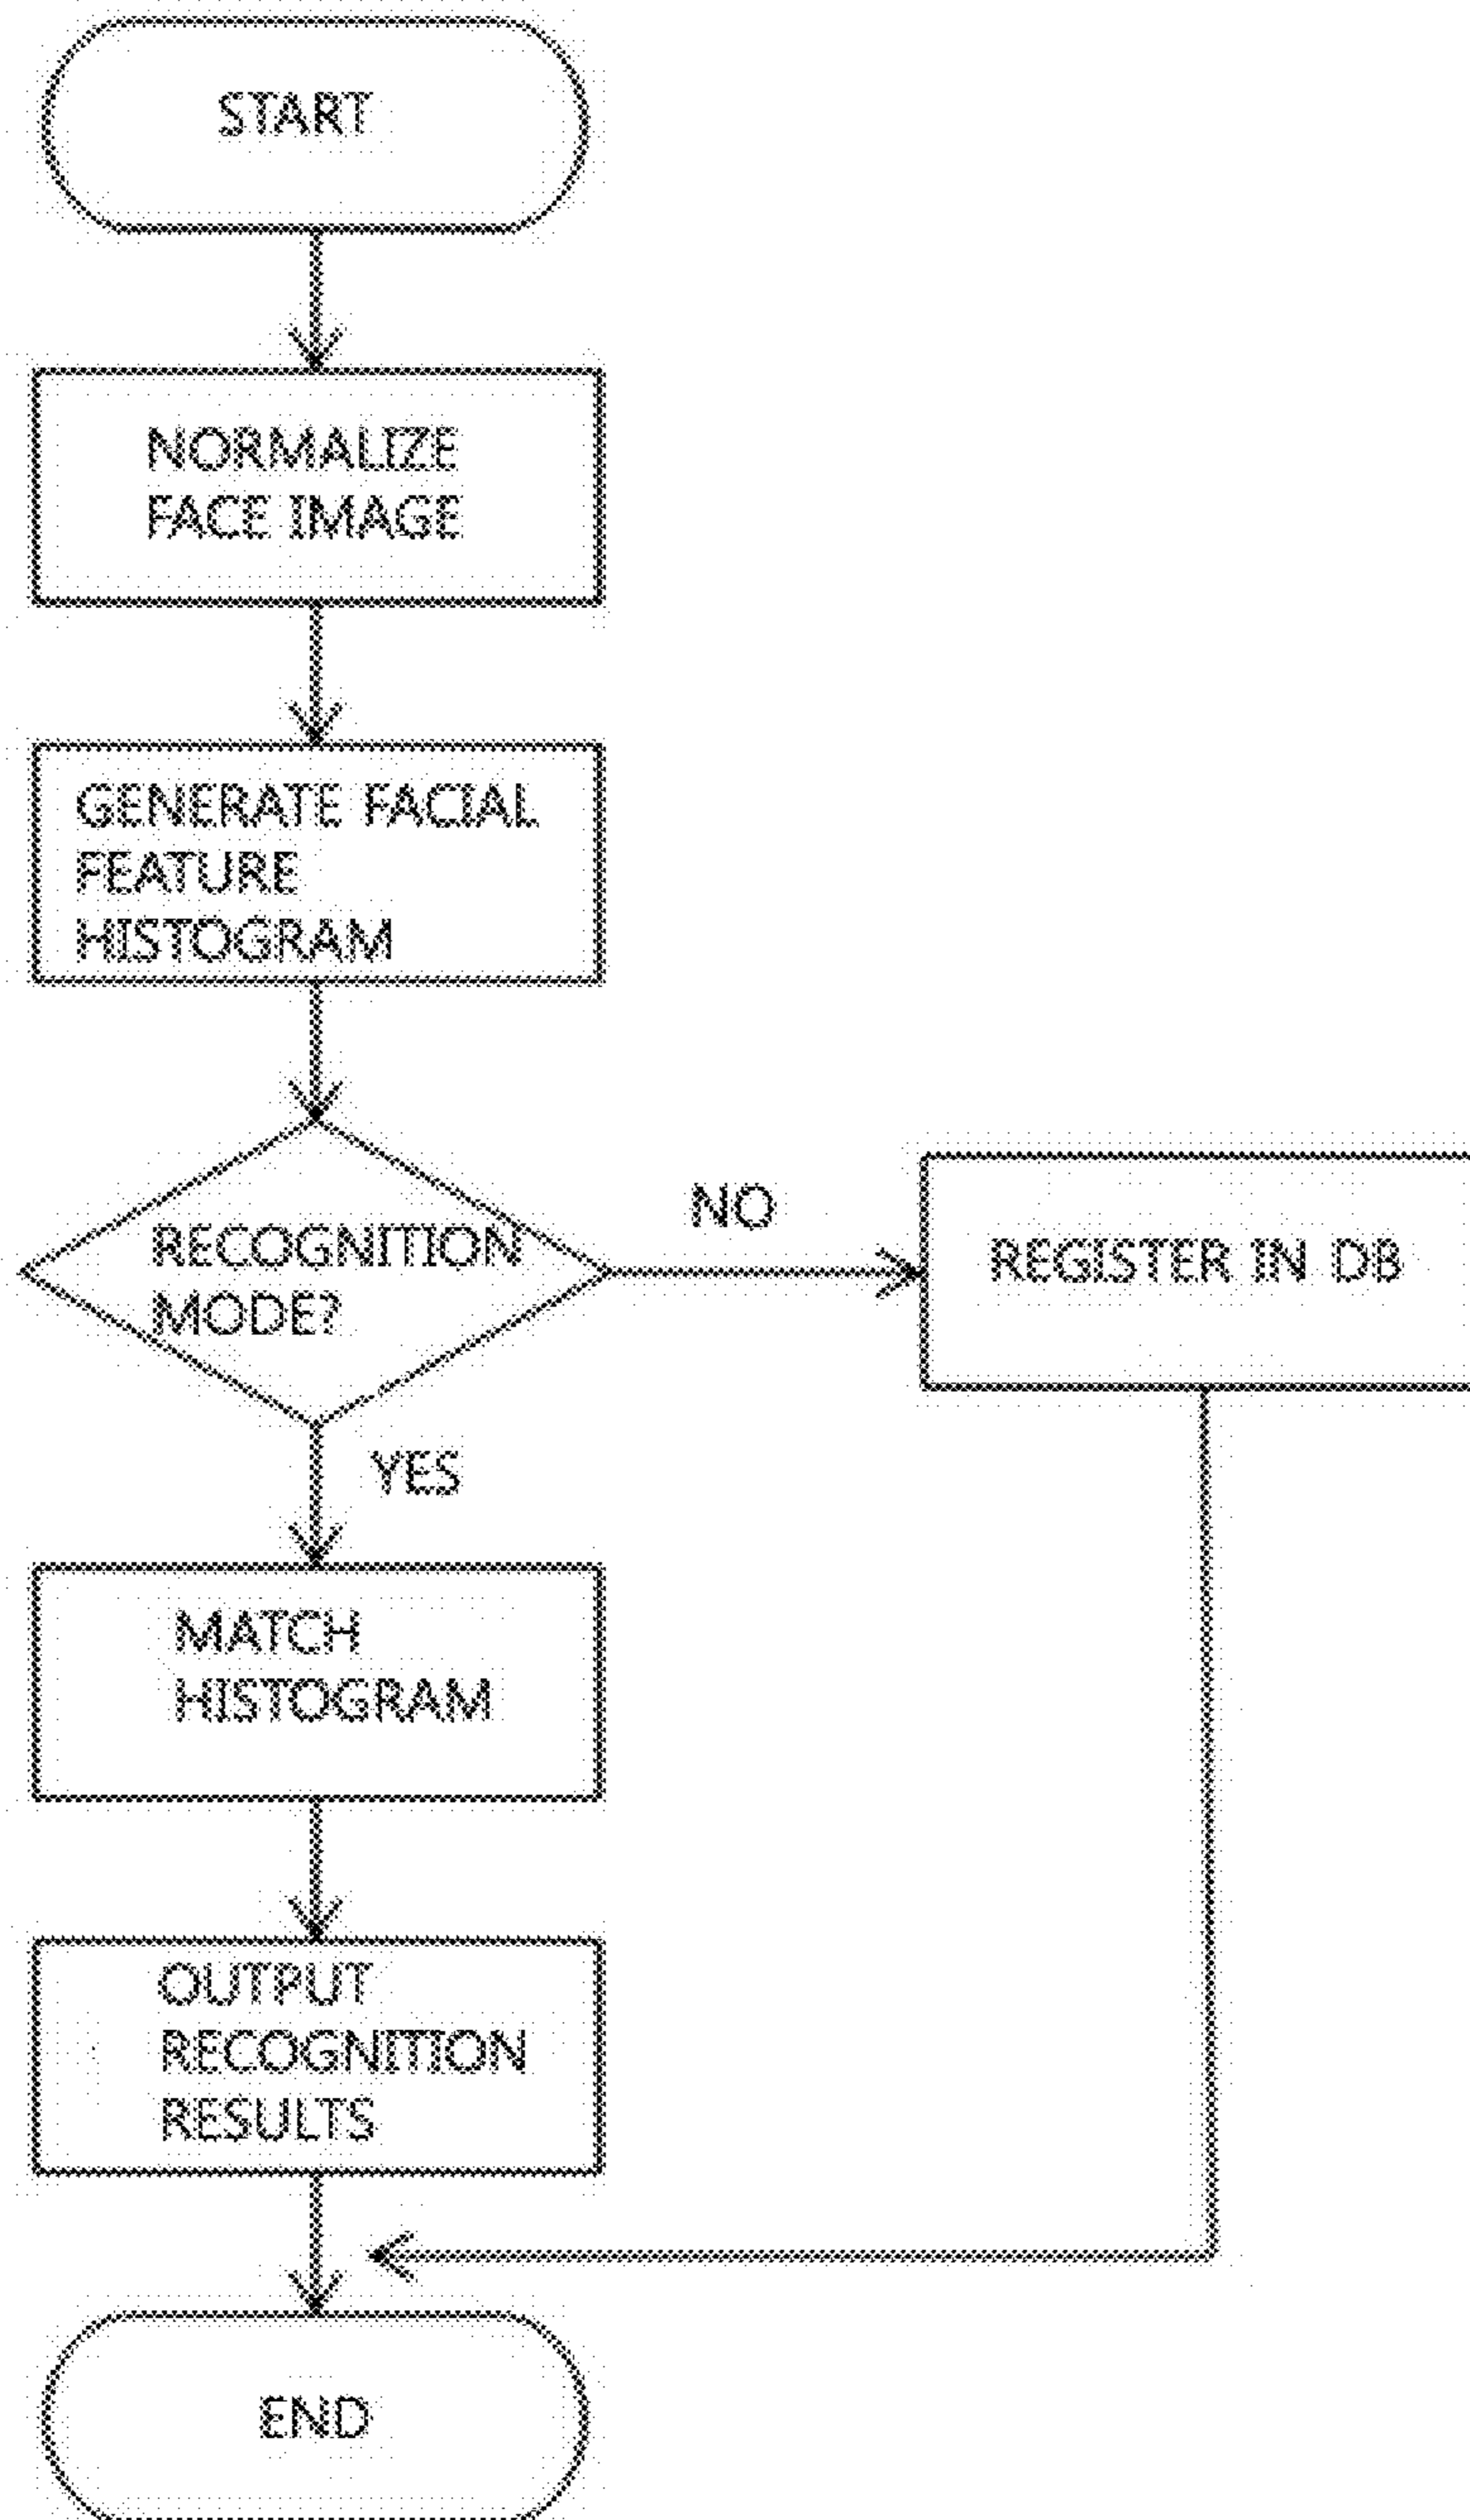 START
NORMALIZE
FACE IMAGE
GENERATE FACIAL
FEATURE
HISTOGRAM
RECOGNITION
MODE?
NO
REGISTER IN DB
YES
MATCH
HISTOGRAM
OUTPUT
RECOGNITION
RESULTS
END